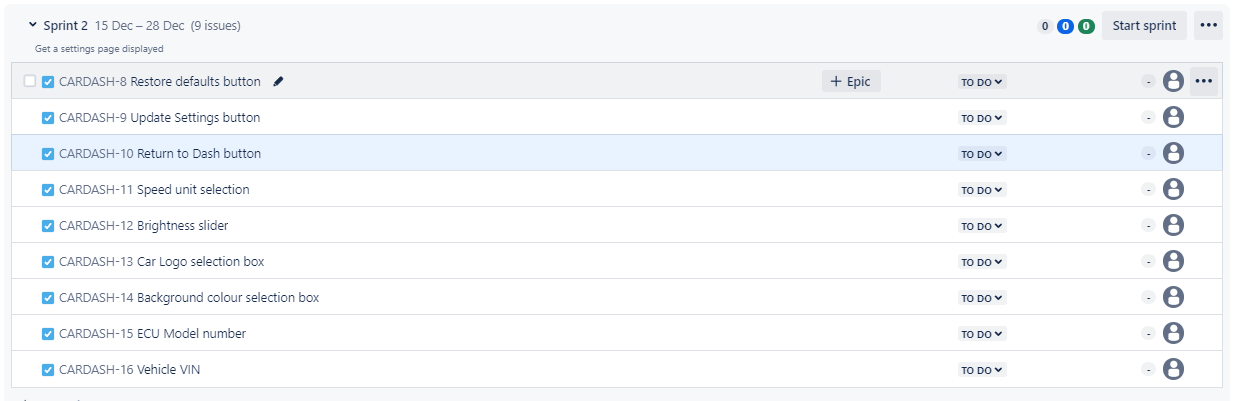 Sprint 2 15 Dec – 28 Dec (9 issues) 0 0 0 Start sprint
Get a settings page displayed
CARDASH-8 Restore defaults button + Epic TO DO -
CARDASH-9 Update Settings button TO DO -
CARDASH-10 Return to Dash button TO DO -
CARDASH-11 Speed unit selection TO DO -
CARDASH-12 Brightness slider TO DO -
CARDASH-13 Car Logo selection box TO DO -
CARDASH-14 Background colour selection box TO DO -
CARDASH-15 ECU Model number TO DO -
CARDASH-16 Vehicle VIN TO DO -